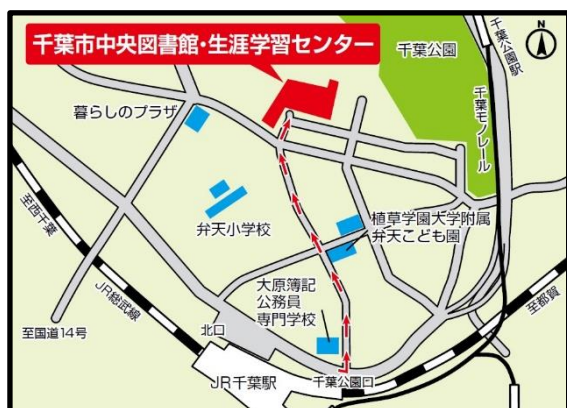 千葉市中央図書館・生涯学習センター
N
千葉公園
千葉公園駅
千葉モノレール
暮らしのプラザ
弁天小学校
植草学園大学附属
弁天こども園
至西千葉
JR総武線
至国道14号
大原簿記
公務員
専門学校
北口
JR千葉駅
千葉公園口
至都賀